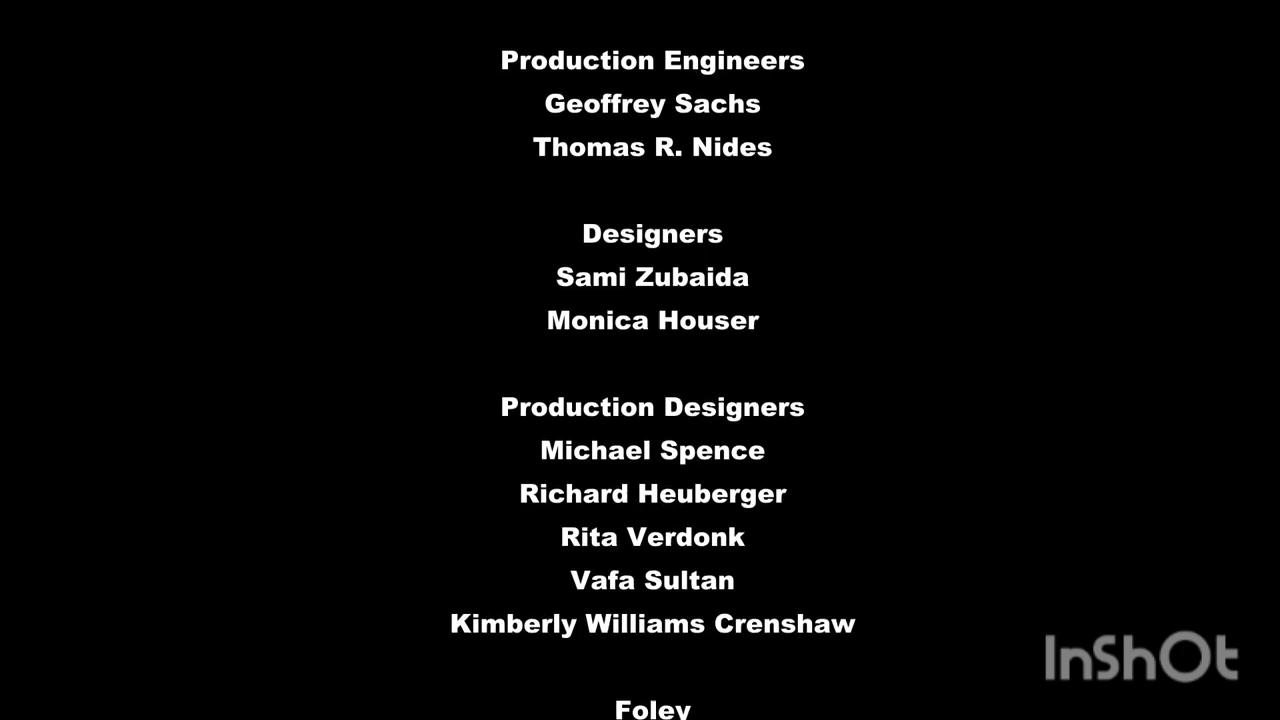 Production Engineers
Geoffrey Sachs
Thomas R. Nides
Designers
Sami Zubaida
Monica Houser
Production Designers
Michael Spence
Richard Heuberger
Rita Verdonk
Vafa Sultan
Kimberly Williams Crenshaw
InShOt
Foley